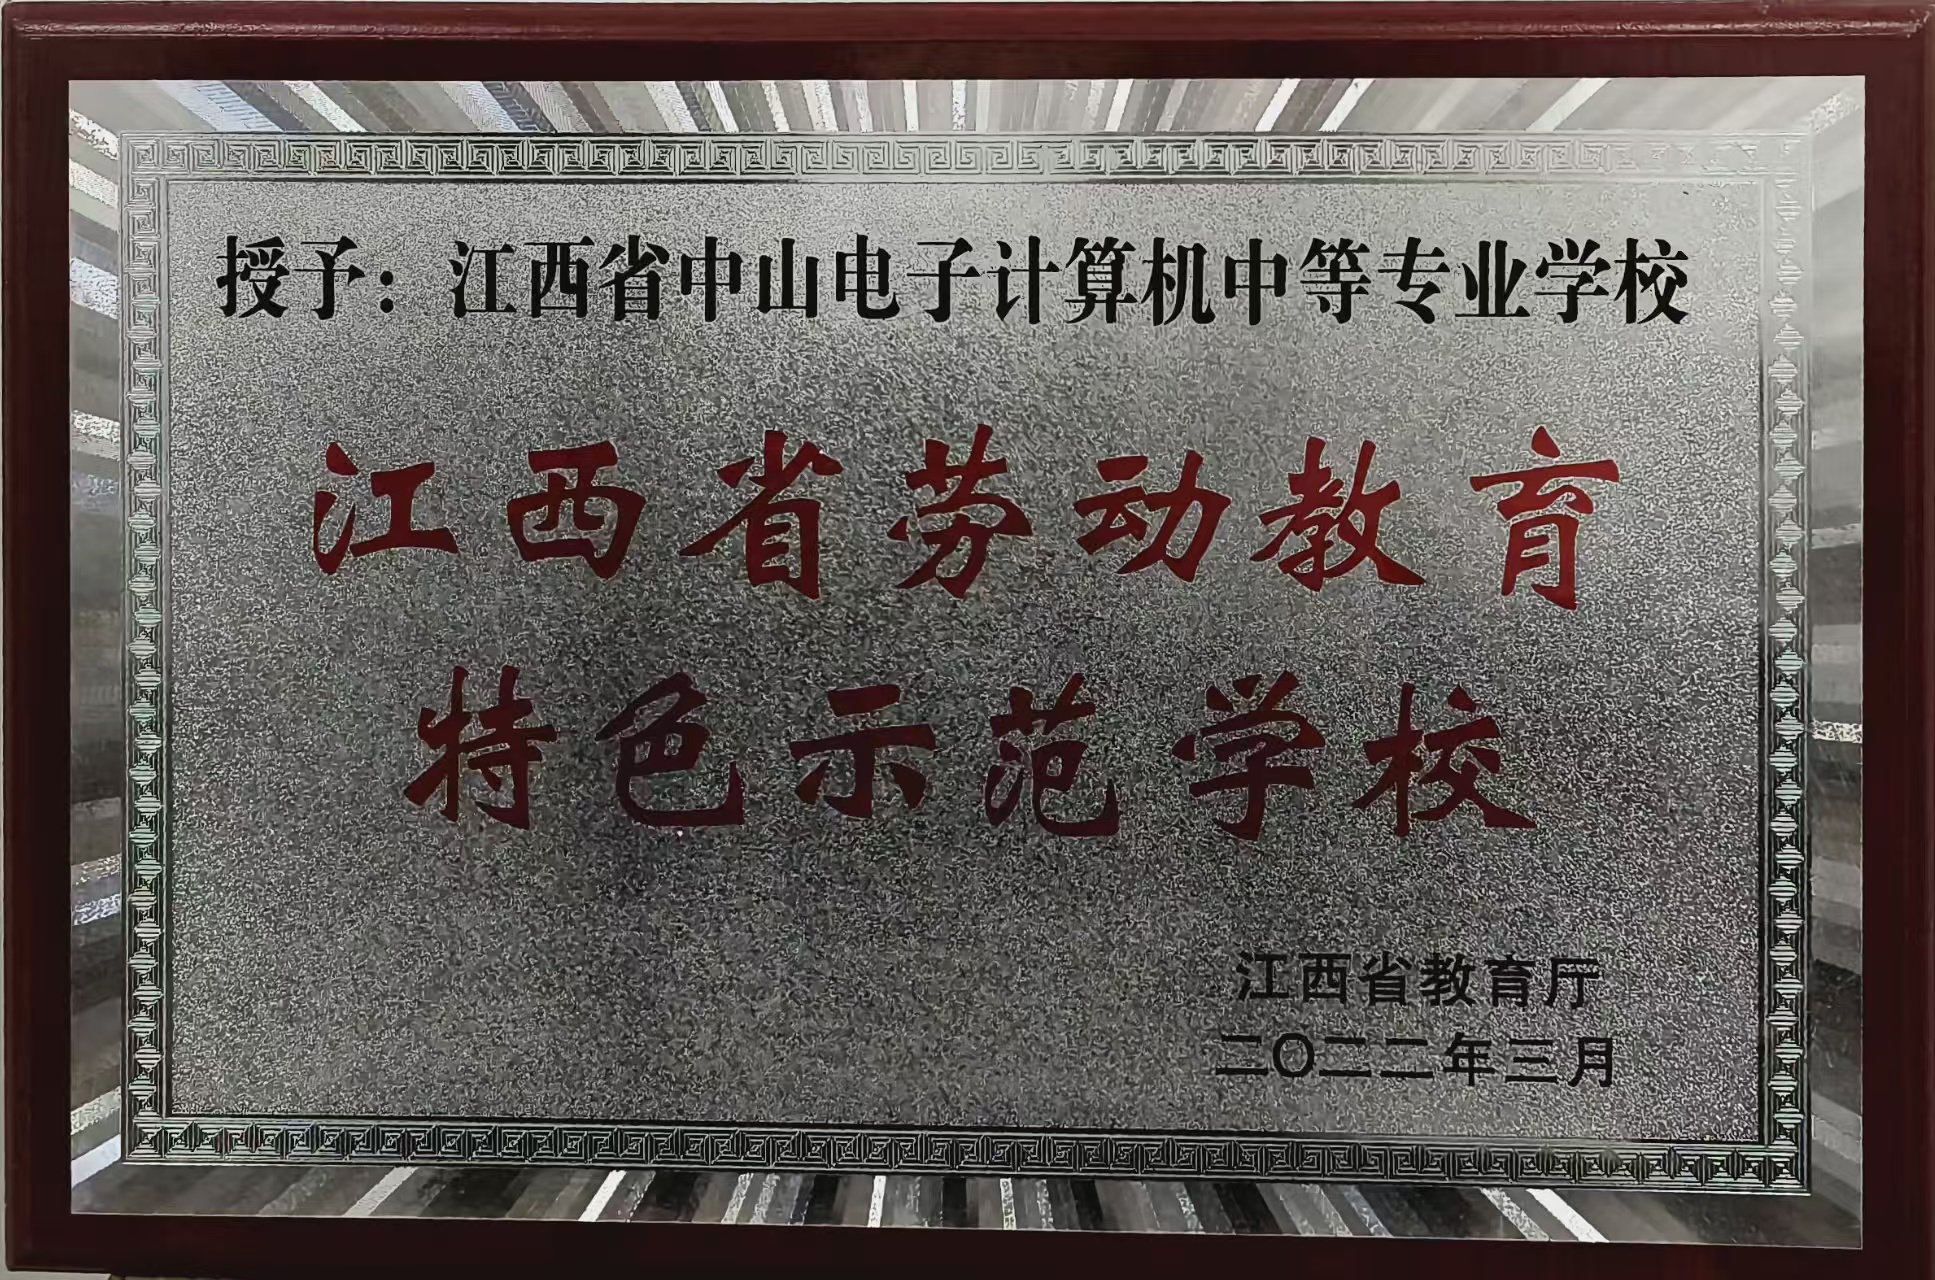 授予：江西省中山电子计算机中等专业学校
江西省劳动教育
特色示范学校
江西省教育厅
二〇二二年三月